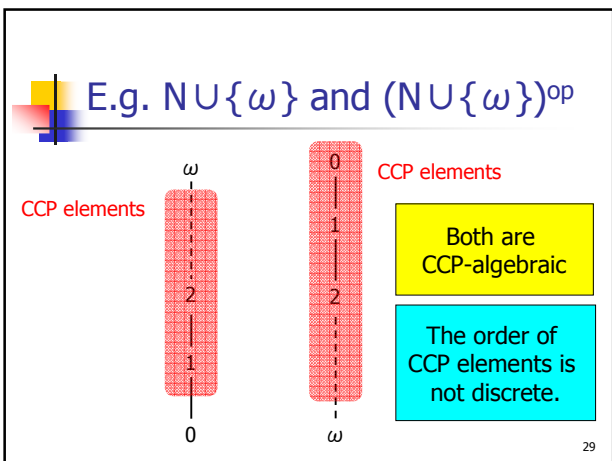 E.g. N∪{ω} and (N∪{ω})op
ω
CCP elements
2
1
0
0
1
2
ω
CCP elements
Both are
CCP-algebraic
The order of
CCP elements is
not discrete.
29